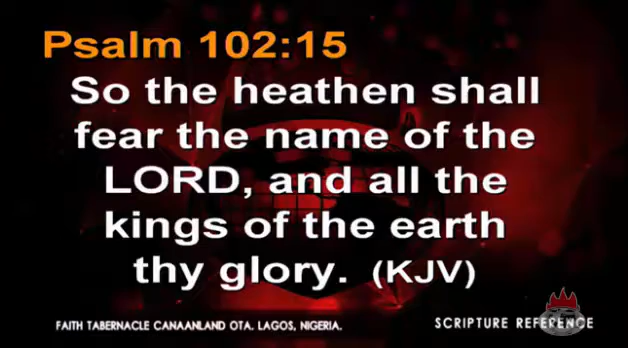 Psalm 102:15
So the heathen shall
fear the name of the
LORD, and all the
kings of the earth
thy glory. (KJV)
FAITH TABERNACLE CANAANLAND OTA. LAGOS, NIGERIA.
SCRIPTURE REFERENCE